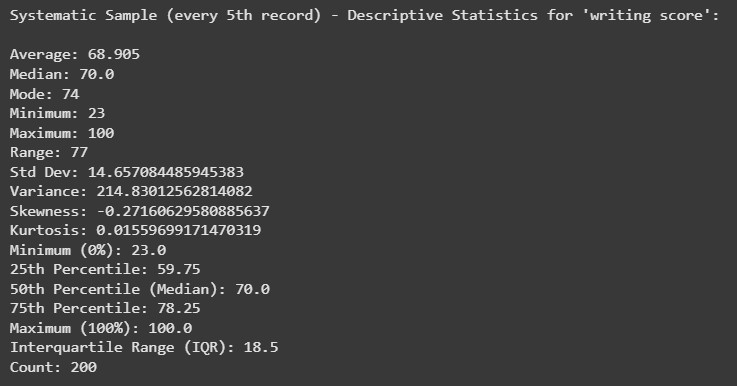 Systematic Sample (every 5th record) - Descriptive Statistics for 'writing score':
Average: 68.905
Median: 70.0
Mode: 74
Minimum: 23
Maximum: 100
Range: 77
Std Dev: 14.657084485945383
Variance: 214.83012562814082
Skewness: -0.27160629580885637
Kurtosis: 0.01559699171470319
Minimum (0%): 23.0
25th Percentile: 59.75
50th Percentile (Median): 70.0
75th Percentile: 78.25
Maximum (100%): 100.0
Interquartile Range (IQR): 18.5
Count: 200